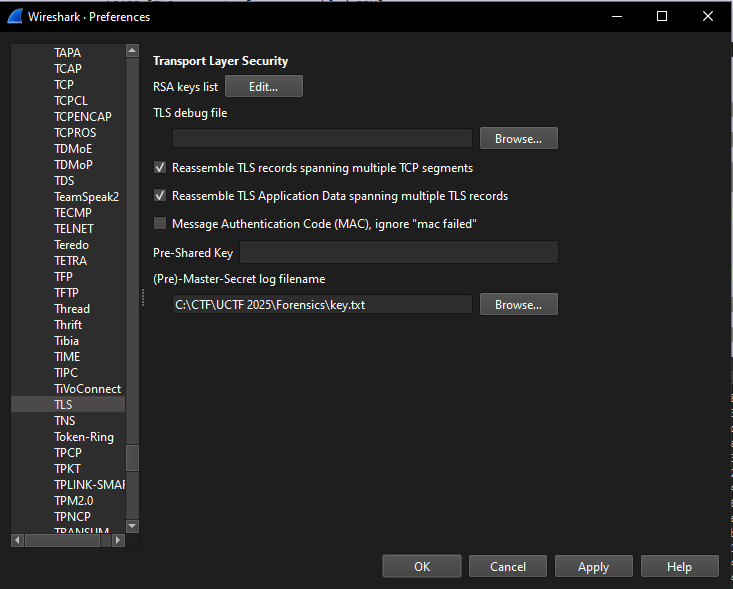 Wireshark · Preferences
TAPA
TCAP
TCP
TCPCL
TCPENCAP
TCPROS
TDMoE
TDMoP
TDS
TeamSpeak2
TECMP
TELNET
Teredo
TETRA
TFP
TFTP
Thread
Thrift
Tibia
TIME
TIPC
TiVoConnect
TLS
TNS
Token-Ring
TPCP
TPKT
TPLINK-SMAR
TPM2.0
TPNCP
TRANSUM
Transport Layer Security
RSA keys list Edit...
TLS debug file
Browse...
Reassemble TLS records spanning multiple TCP segments
Reassemble TLS Application Data spanning multiple TLS records
Message Authentication Code (MAC), ignore "mac failed"
Pre-Shared Key
(Pre)-Master-Secret log filename
C:\CTF\UCTF 2025\Forensics\key.txt Browse...
OK Cancel Apply Help